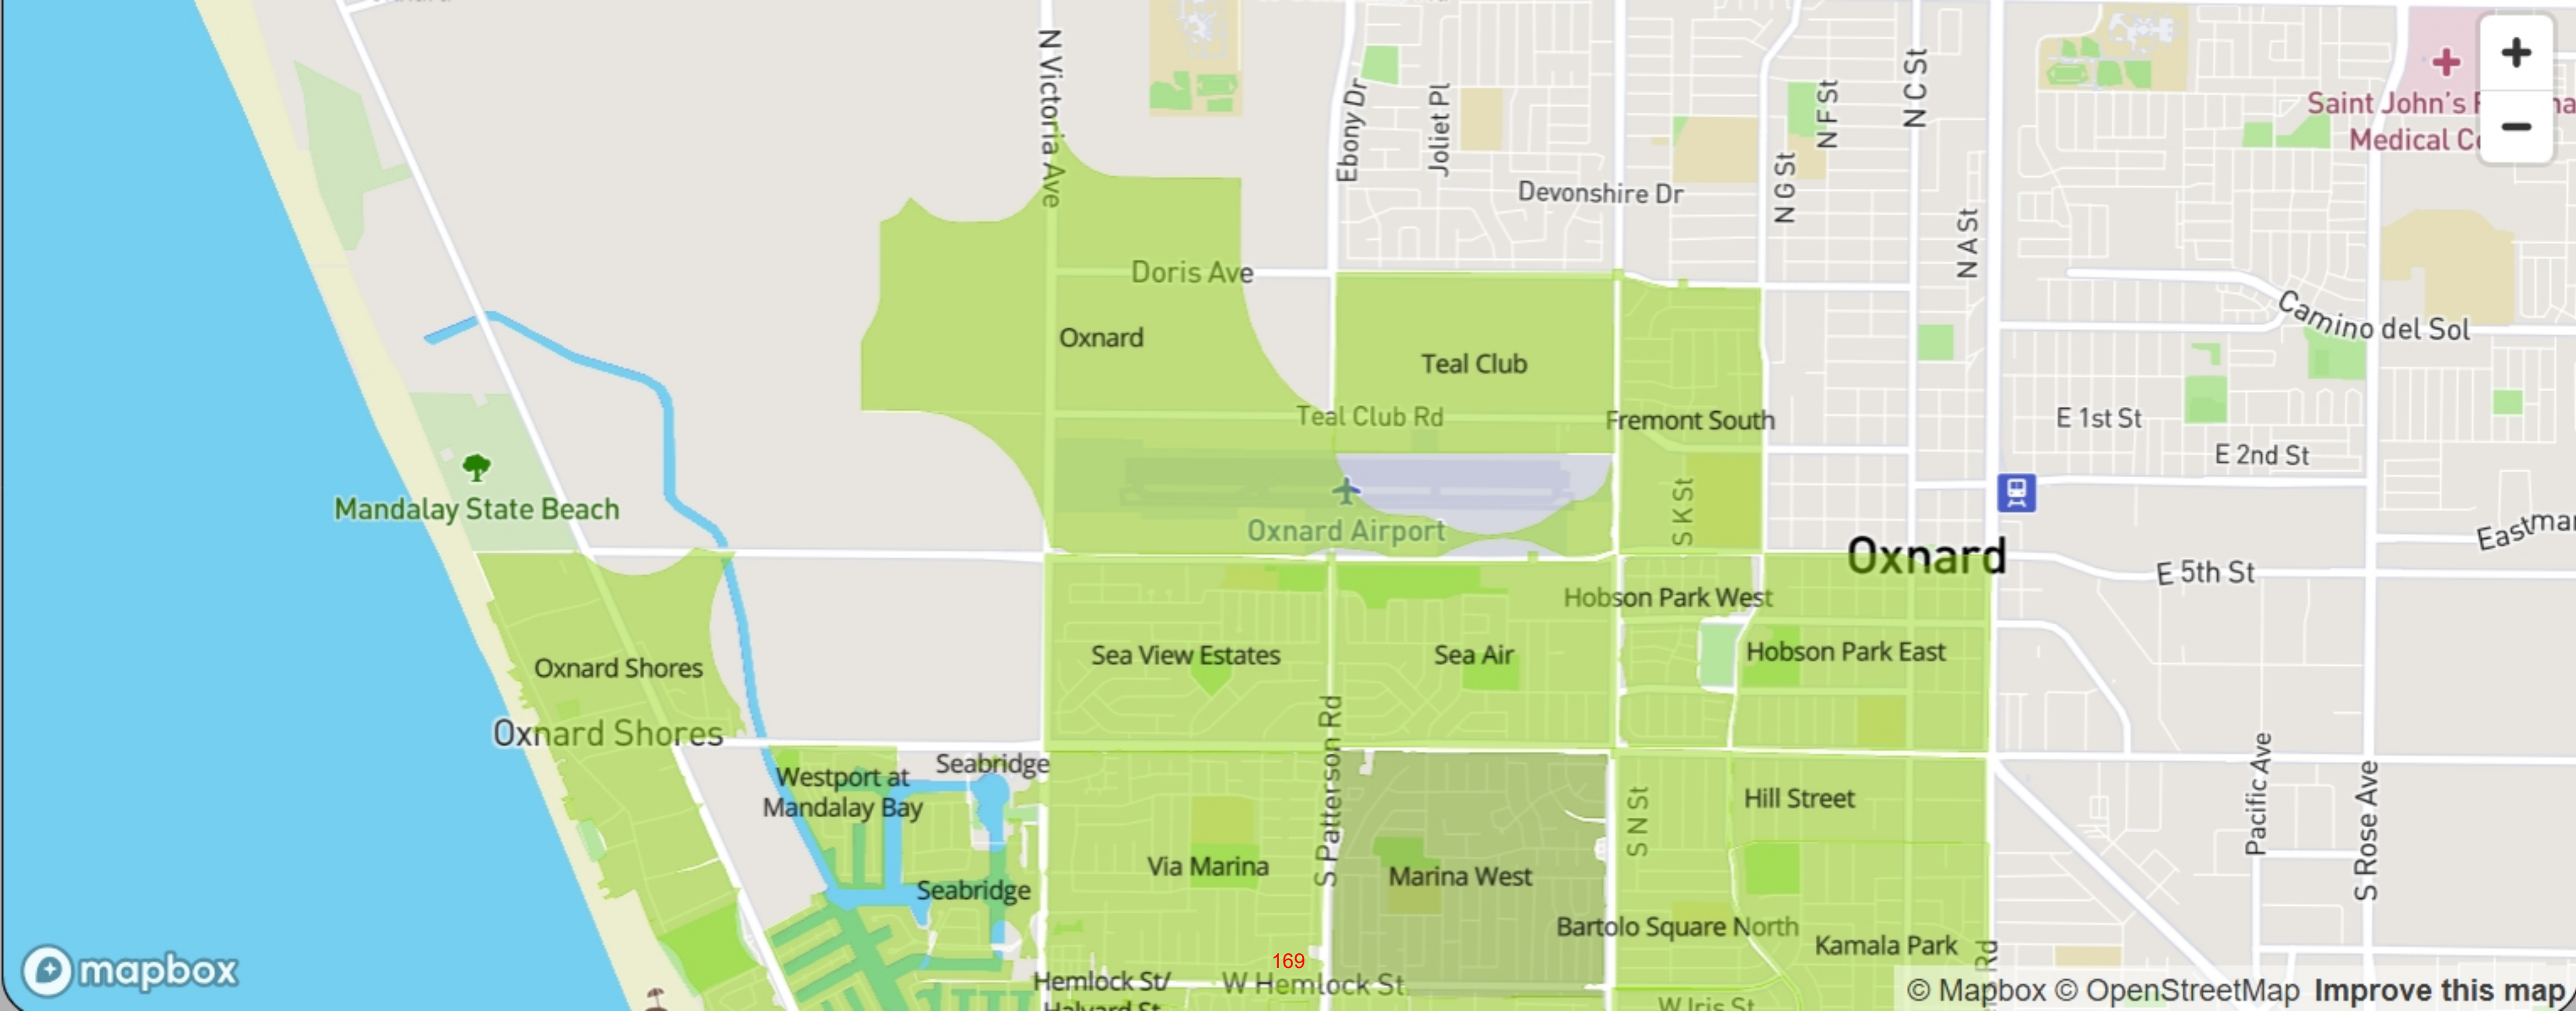 N Victoria Ave
Ebony Dr
Joliet Pl
Devonshire Dr
N G St
N F St
N C St
N A St
Saint John's
Medical
+
−
Doris Ave
Oxnard
Teal Club
Teal Club Rd
Fremont South
Camino del Sol
E 1st St
E 2nd St
Mandalay State Beach
Oxnard Airport
S K St
Oxnard
E 5th St
Hobson Park West
Sea View Estates
Sea Air
Hobson Park East
Oxnard Shores
Oxnard Shores
Seabridge
Westport at
Mandalay Bay
S Patterson Rd
S N St
Hill Street
Pacific Ave
S Rose Ave
Via Marina
Marina West
Seabridge
Bartolo Square North
Kamala Park
Rd
169
Hemlock St/
W Hemlock St
W Iris St
mapbox
© Mapbox © OpenStreetMap Improve this map